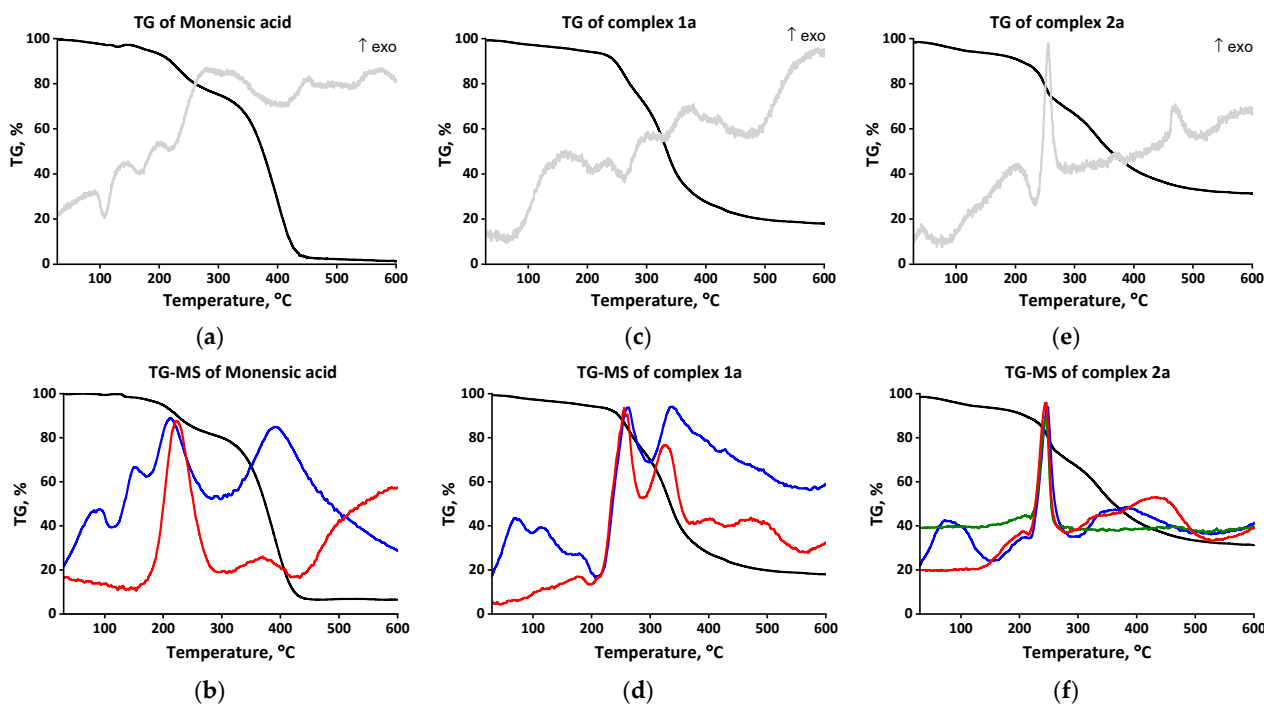 TG of Monensic acid
↑ exo
TG, %
100
80
60
40
20
0
100 200 300 400 500 600
Temperature, °C
(a)
TG of complex 1a
↑ exo
TG, %
100
80
60
40
20
0
100 200 300 400 500 600
Temperature, °C
(c)
TG of complex 2a
↑ exo
TG, %
100
80
60
40
20
0
100 200 300 400 500 600
Temperature, °C
(e)
TG-MS of Monensic acid
TG, %
100
80
60
40
20
0
100 200 300 400 500 600
Temperature, °C
(b)
TG-MS of complex 1a
TG, %
100
80
60
40
20
0
100 200 300 400 500 600
Temperature, °C
(d)
TG-MS of complex 2a
TG, %
100
80
60
40
20
0
100 200 300 400 500 600
Temperature, °C
(f)